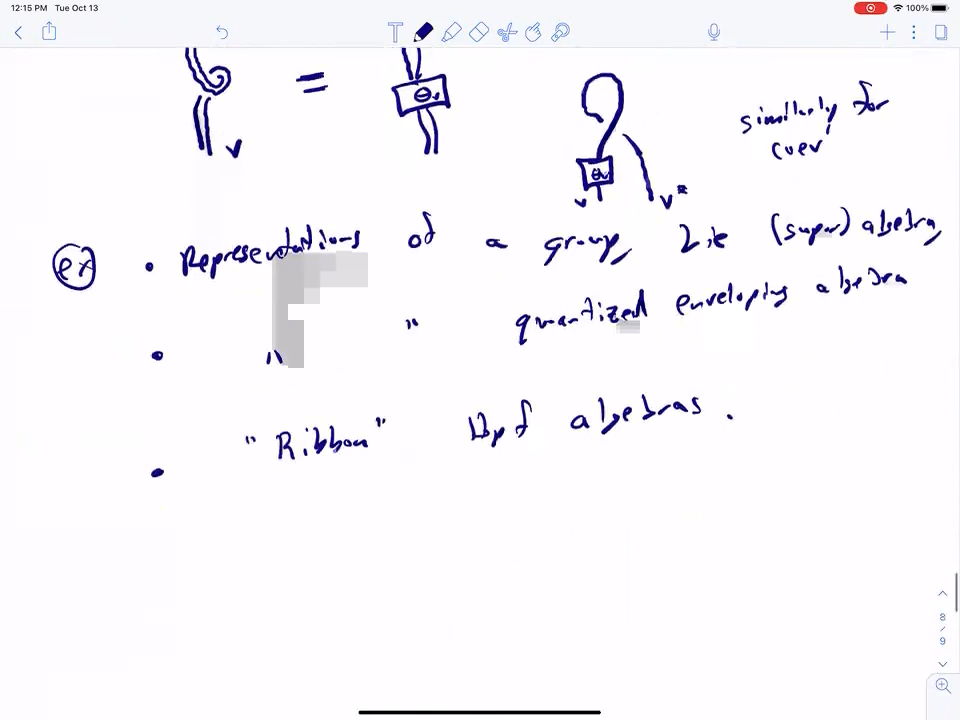 12:15 PM Tue Oct 13
100%
T
=
θv
v
θv
v v*
similarly for
coev'
ex • Representations of a group, Lie (super) algebra,
• " " quantized enveloping algebra
• "Ribbon" Hopf algebras.
8
/
9